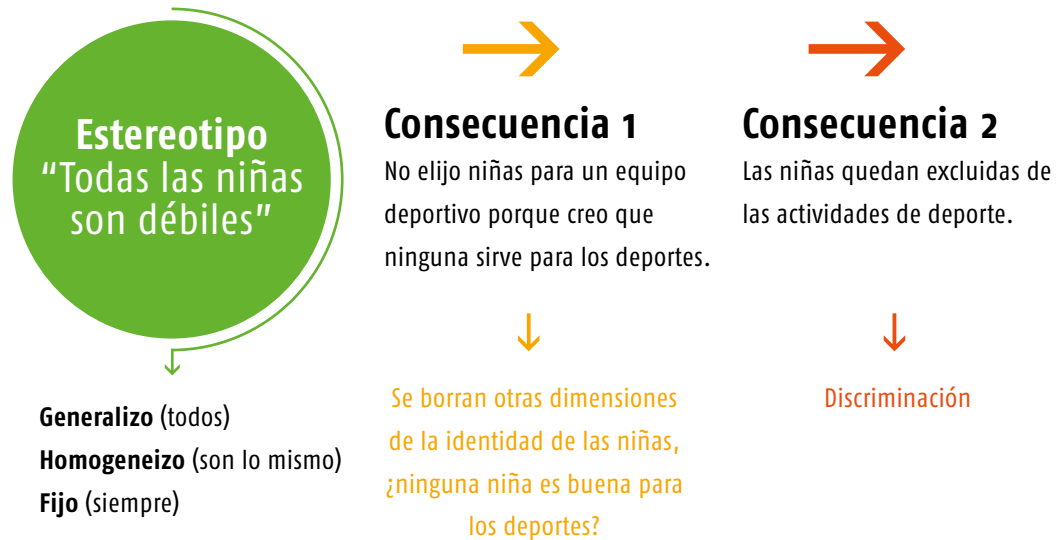 Estereotipo
“Todas las niñas
son débiles”
Generalizo (todos)
Homogeneizo (son lo mismo)
Fijo (siempre)
Consecuencia 1
No elijo niñas para un equipo
deportivo porque creo que
ninguna sirve para los deportes.
Se borran otras dimensiones
de la identidad de las niñas,
¿ninguna niña es buena para
los deportes?
Consecuencia 2
Las niñas quedan excluidas de
las actividades de deporte.
Discriminación